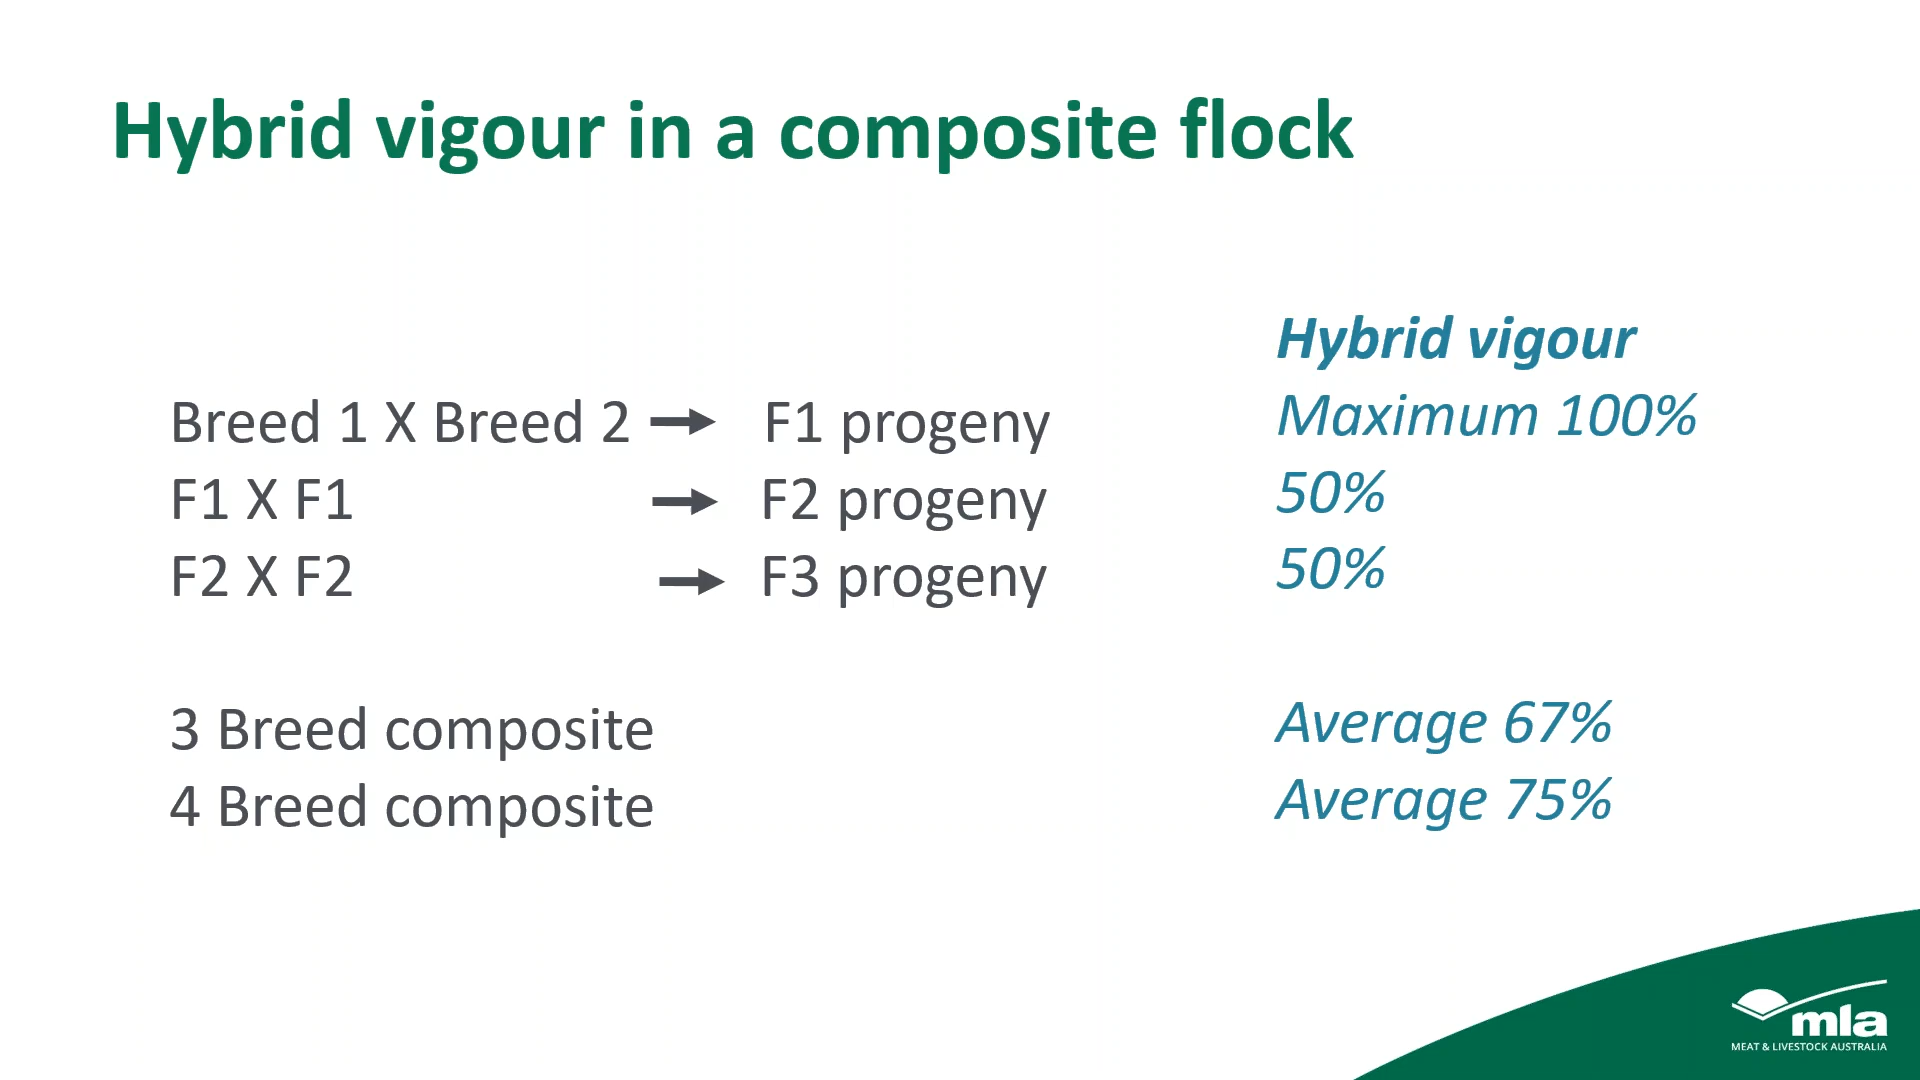 Hybrid vigour in a composite flock
Hybrid vigour
Breed 1 X Breed 2 → F1 progeny Maximum 100%
F1 X F1 → F2 progeny 50%
F2 X F2 → F3 progeny 50%
3 Breed composite Average 67%
4 Breed composite Average 75%
mla
MEAT & LIVESTOCK AUSTRALIA